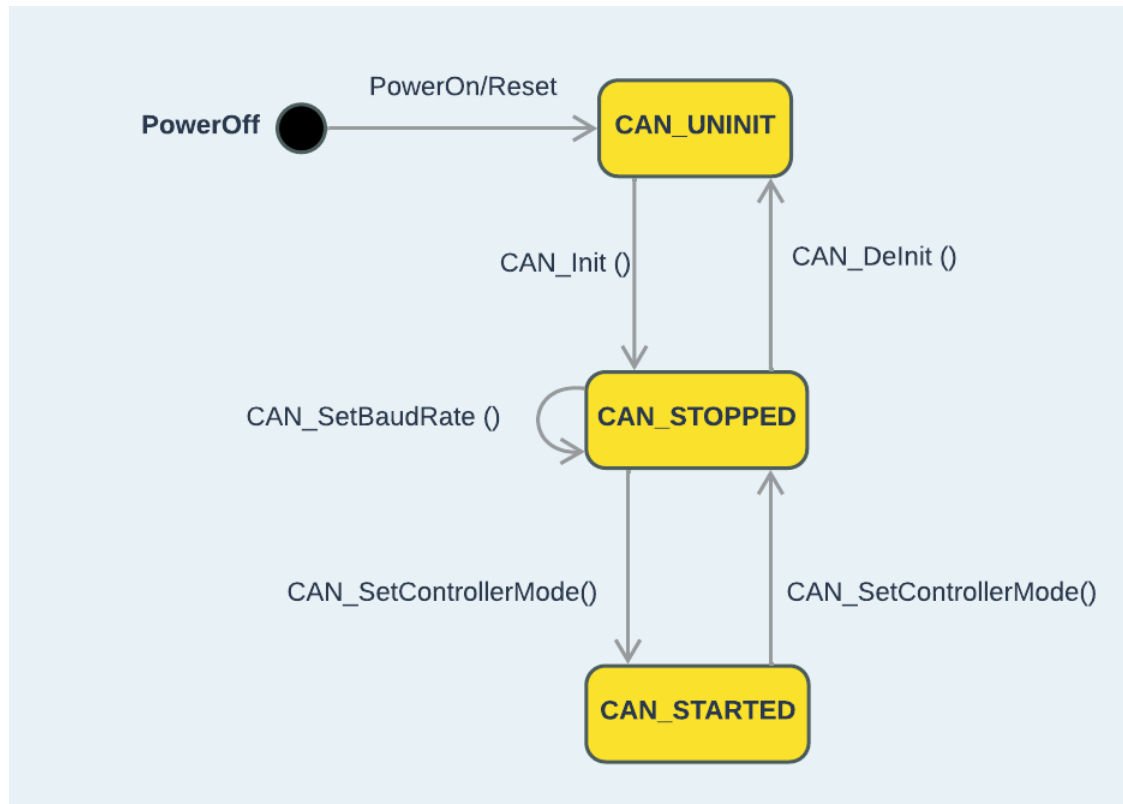 PowerOn/Reset
PowerOff
CAN_UNINIT
CAN_Init ()
CAN_DeInit ()
CAN_SetBaudRate ()
CAN_STOPPED
CAN_SetControllerMode()
CAN_SetControllerMode()
CAN_STARTED